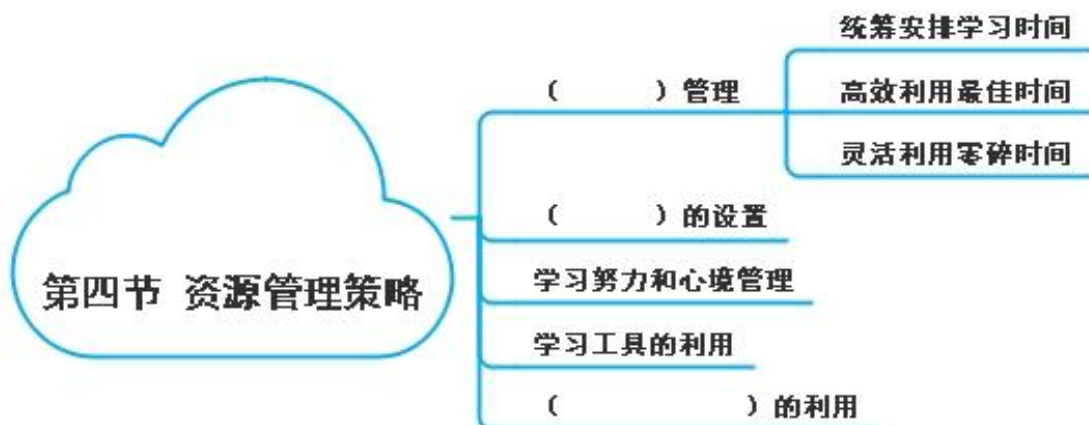 第四节 资源管理策略
（　　　）管理
统筹安排学习时间
高效利用最佳时间
灵活利用零碎时间
（　　　）的设置
学习努力和心境管理
学习工具的利用
（　　　　　　）的利用